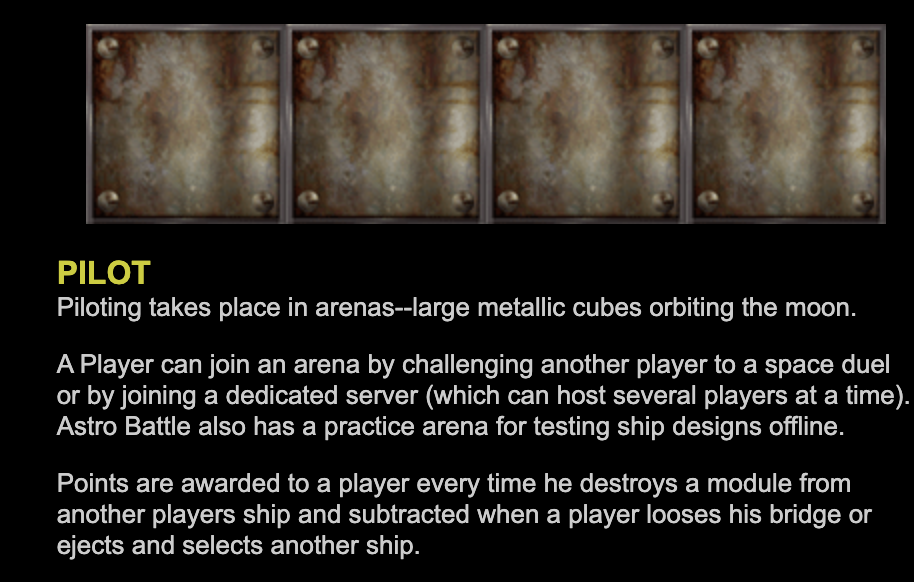 PILOT
Piloting takes place in arenas--large metallic cubes orbiting the moon.
A Player can join an arena by challenging another player to a space duel
or by joining a dedicated server (which can host several players at a time).
Astro Battle also has a practice arena for testing ship designs offline.
Points are awarded to a player every time he destroys a module from
another players ship and subtracted when a player looses his bridge or
ejects and selects another ship.